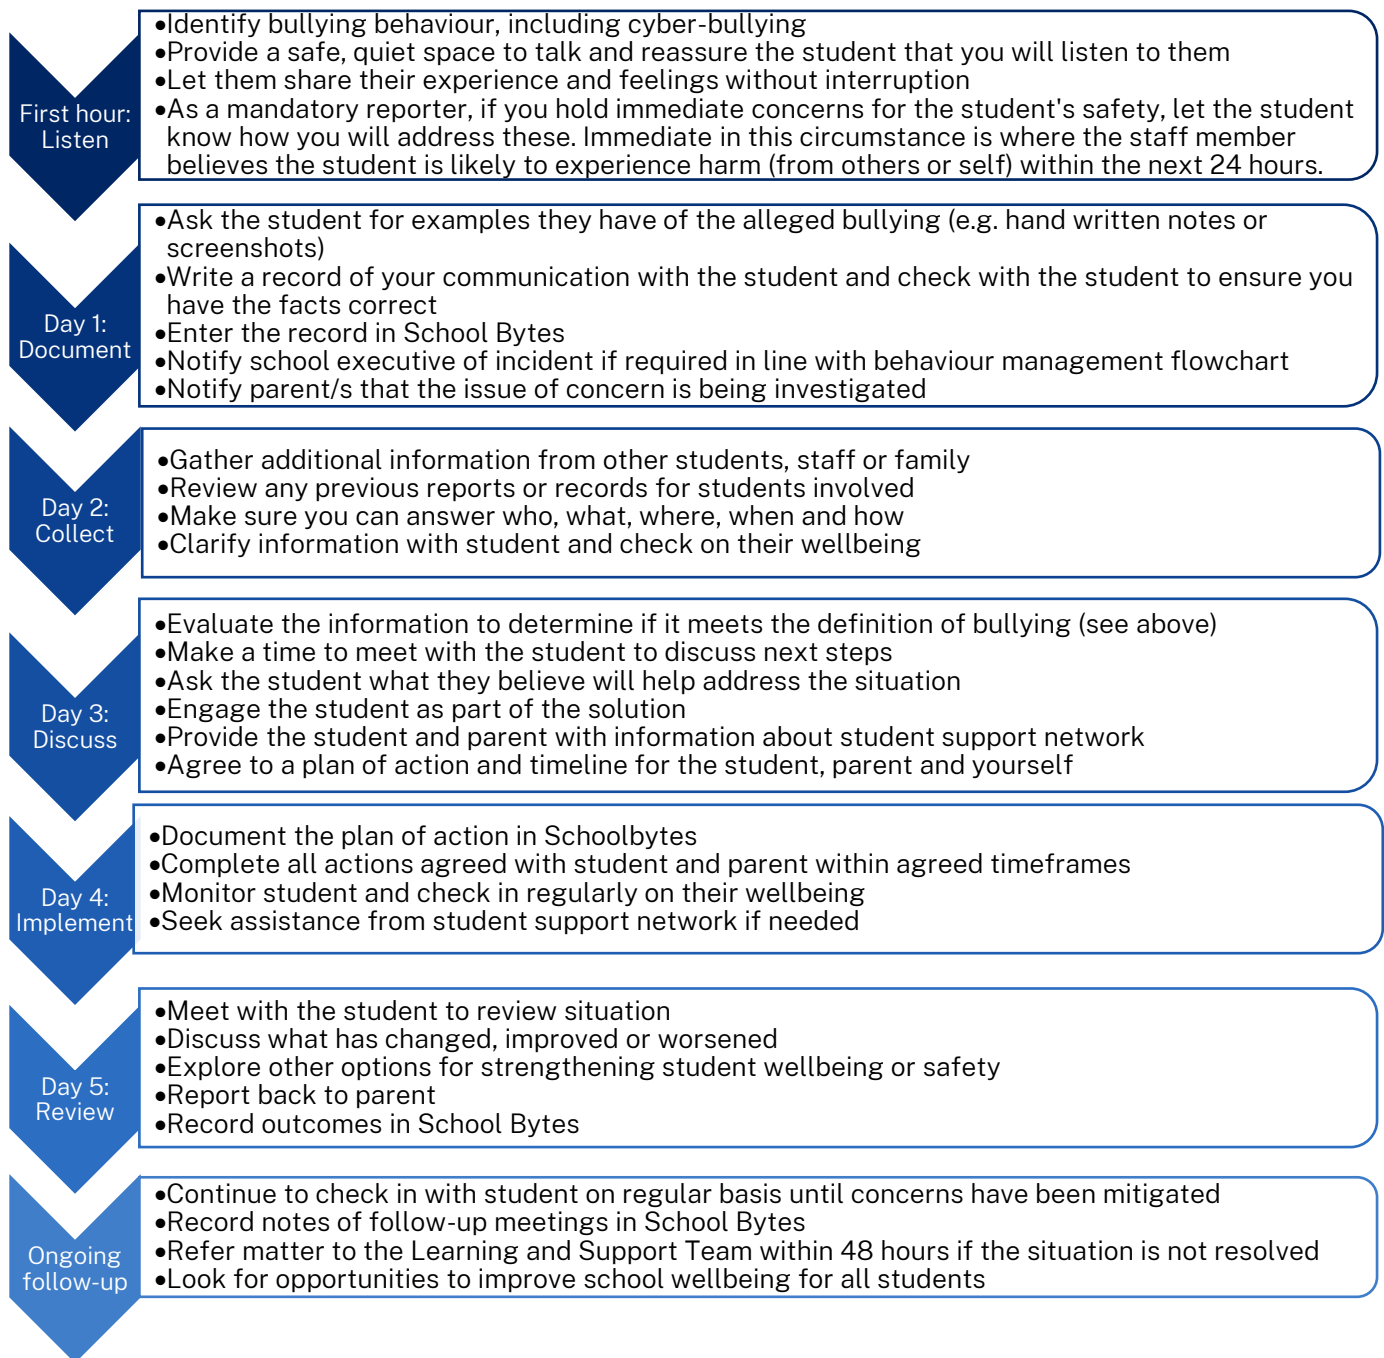 First hour:
Listen
•Identify bullying behaviour, including cyber-bullying
•Provide a safe, quiet space to talk and reassure the student that you will listen to them
•Let them share their experience and feelings without interruption
•As a mandatory reporter, if you hold immediate concerns for the student's safety, let the student
know how you will address these. Immediate in this circumstance is where the staff member
believes the student is likely to experience harm (from others or self) within the next 24 hours.
Day 1:
Document
•Ask the student for examples they have of the alleged bullying (e.g. hand written notes or
screenshots)
•Write a record of your communication with the student and check with the student to ensure you
have the facts correct
•Enter the record in School Bytes
•Notify school executive of incident if required in line with behaviour management flowchart
•Notify parent/s that the issue of concern is being investigated
Day 2:
Collect
•Gather additional information from other students, staff or family
•Review any previous reports or records for students involved
•Make sure you can answer who, what, where, when and how
•Clarify information with student and check on their wellbeing
Day 3:
Discuss
•Evaluate the information to determine if it meets the definition of bullying (see above)
•Make a time to meet with the student to discuss next steps
•Ask the student what they believe will help address the situation
•Engage the student as part of the solution
•Provide the student and parent with information about student support network
•Agree to a plan of action and timeline for the student, parent and yourself
Day 4:
Implement
•Document the plan of action in Schoolbytes
•Complete all actions agreed with student and parent within agreed timeframes
•Monitor student and check in regularly on their wellbeing
•Seek assistance from student support network if needed
Day 5:
Review
•Meet with the student to review situation
•Discuss what has changed, improved or worsened
•Explore other options for strengthening student wellbeing or safety
•Report back to parent
•Record outcomes in School Bytes
Ongoing
follow-up
•Continue to check in with student on regular basis until concerns have been mitigated
•Record notes of follow-up meetings in School Bytes
•Refer matter to the Learning and Support Team within 48 hours if the situation is not resolved
•Look for opportunities to improve school wellbeing for all students